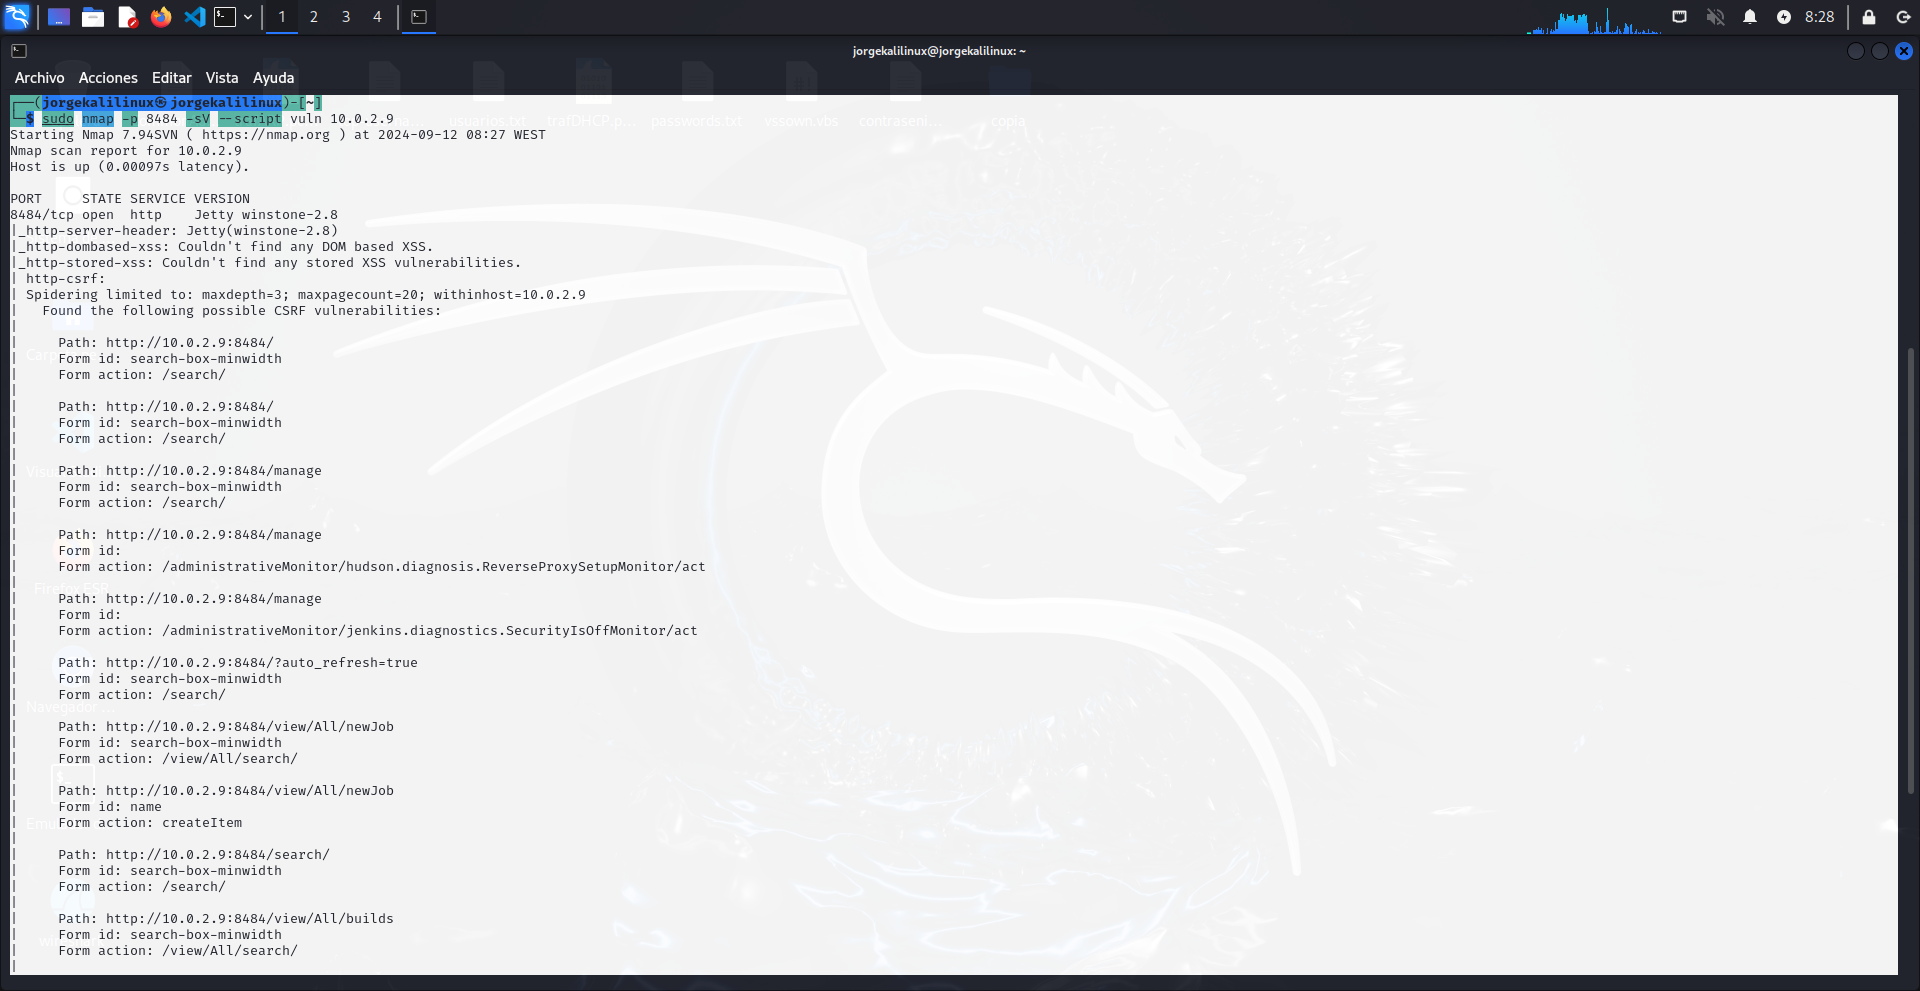 1 2 3 4
8:28
jorgekalilinux@jorgekalilinux: ~
Archivo Acciones Editar Vista Ayuda
┌──(jorgekalilinux㉿jorgekalilinux)-[~]
└─$ sudo nmap -p 8484 -sV --script vuln 10.0.2.9
usuarios.txt trafDHCP.p... passwords.txt vssown.vbs contraseni... copia
Starting Nmap 7.94SVN ( https://nmap.org ) at 2024-09-12 08:27 WEST
Nmap scan report for 10.0.2.9
Host is up (0.00097s latency).
PORT     STATE SERVICE VERSION
8484/tcp open  http    Jetty winstone-2.8
|_http-server-header: Jetty(winstone-2.8)
|_http-dombased-xss: Couldn't find any DOM based XSS.
|_http-stored-xss: Couldn't find any stored XSS vulnerabilities.
| http-csrf:
| Spidering limited to: maxdepth=3; maxpagecount=20; withinhost=10.0.2.9
|   Found the following possible CSRF vulnerabilities:
|
|     Path: http://10.0.2.9:8484/
|     Form id: search-box-minwidth
|     Form action: /search/
|
|     Path: http://10.0.2.9:8484/
|     Form id: search-box-minwidth
|     Form action: /search/
|
|     Path: http://10.0.2.9:8484/manage
|     Form id: search-box-minwidth
|     Form action: /search/
|
|     Path: http://10.0.2.9:8484/manage
|     Form id:
|     Form action: /administrativeMonitor/hudson.diagnosis.ReverseProxySetupMonitor/act
Firefox ESR
|
|     Path: http://10.0.2.9:8484/manage
|     Form id:
|     Form action: /administrativeMonitor/jenkins.diagnostics.SecurityIsOffMonitor/act
|
|     Path: http://10.0.2.9:8484/?auto_refresh=true
|     Form id: search-box-minwidth
|     Form action: /search/
Navegador ...
|
|     Path: http://10.0.2.9:8484/view/All/newJob
|     Form id: search-box-minwidth
|     Form action: /view/All/search/
|
|     Path: http://10.0.2.9:8484/view/All/newJob
|     Form id: name
|     Form action: createItem
|
|     Path: http://10.0.2.9:8484/search/
|     Form id: search-box-minwidth
|     Form action: /search/
|
|     Path: http://10.0.2.9:8484/view/All/builds
|     Form id: search-box-minwidth
|     Form action: /view/All/search/
|